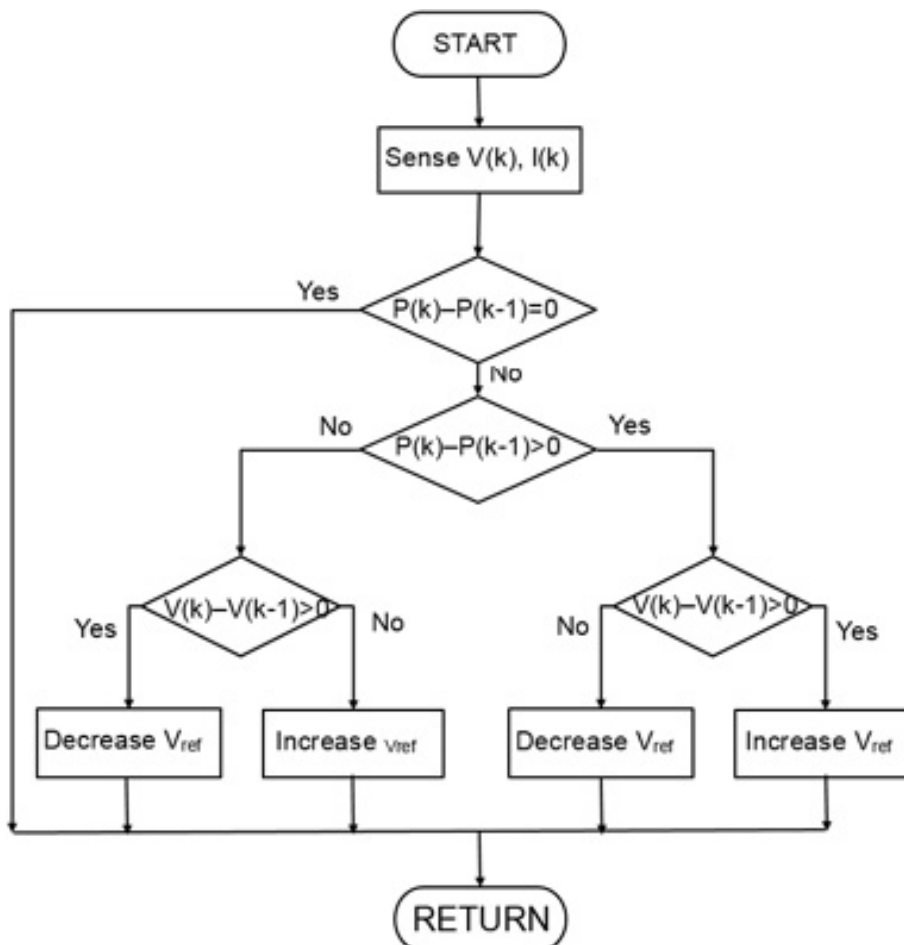 START
Sense V(k), I(k)
Yes
P(k)–P(k-1)=0
No
No
P(k)–P(k-1)>0
Yes
V(k)–V(k-1)>0
V(k)–V(k-1)>0
Yes
No
No
Yes
Decrease Vref
Increase Vref
Decrease Vref
Increase Vref
RETURN